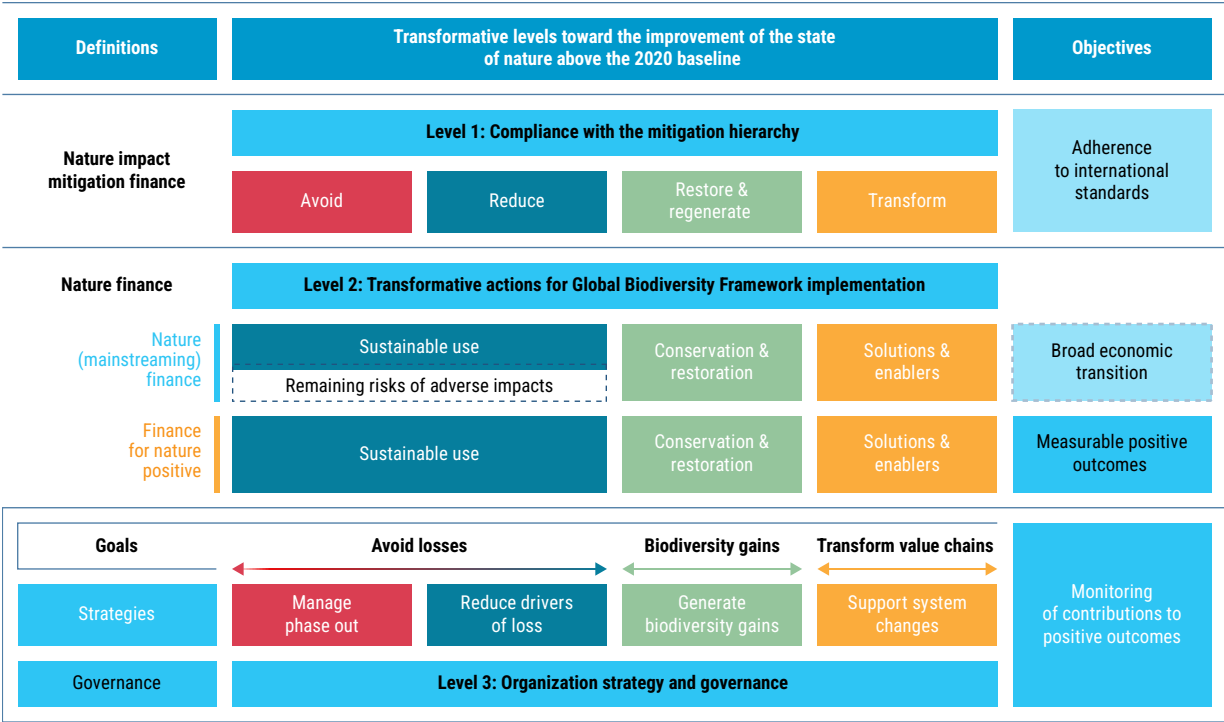 Definitions
Transformative levels toward the improvement of the state
of nature above the 2020 baseline
Objectives
Nature impact
mitigation finance
Level 1: Compliance with the mitigation hierarchy
Avoid
Reduce
Restore &
regenerate
Transform
Adherence
to international
standards
Nature finance
Level 2: Transformative actions for Global Biodiversity Framework implementation
Nature
(mainstreaming)
finance
Sustainable use
Remaining risks of adverse impacts
Conservation &
restoration
Solutions &
enablers
Broad economic
transition
Finance
for nature
positive
Sustainable use
Conservation &
restoration
Solutions &
enablers
Measurable positive
outcomes
Goals
Avoid losses
Biodiversity gains
Transform value chains
Strategies
Manage
phase out
Reduce drivers
of loss
Generate
biodiversity gains
Support system
changes
Monitoring
of contributions to
positive outcomes
Governance
Level 3: Organization strategy and governance